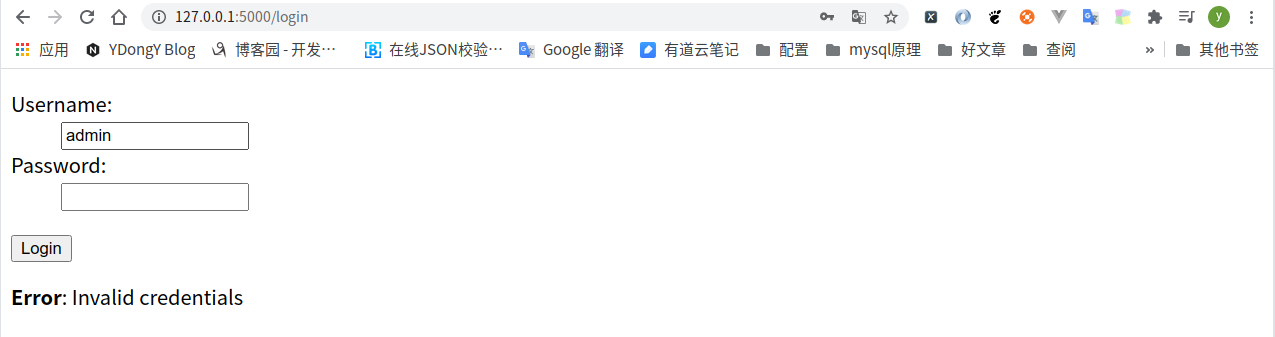 127.0.0.1:5000/login
y
应用 YDongY Blog 博客园 - 开发… 在线JSON校验… Google 翻译 有道云笔记 配置 mysql原理 好文章 查阅 » 其他书签
Username:
admin
Password:
Login
Error: Invalid credentials